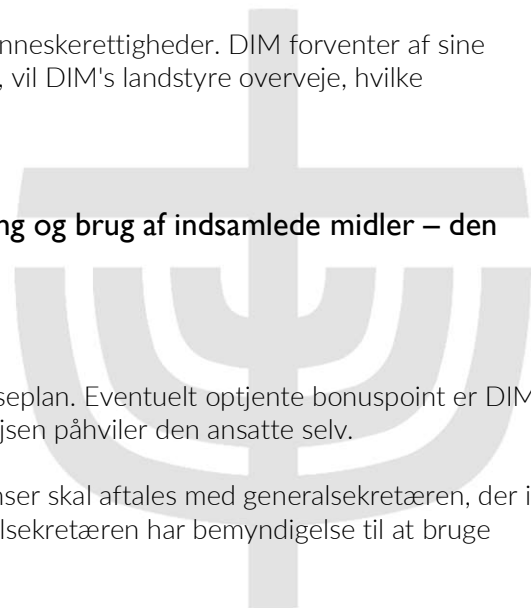 nneskerettigheder. DIM forventer af sine
, vil DIM's landstyre overveje, hvilke
ng og brug af indsamlede midler – den
seplan. Eventuelt optjente bonuspoint er DIM
jsen påhviler den ansatte selv.
nser skal aftales med generalsekretæren, der i
lsekretæren har bemyndigelse til at bruge